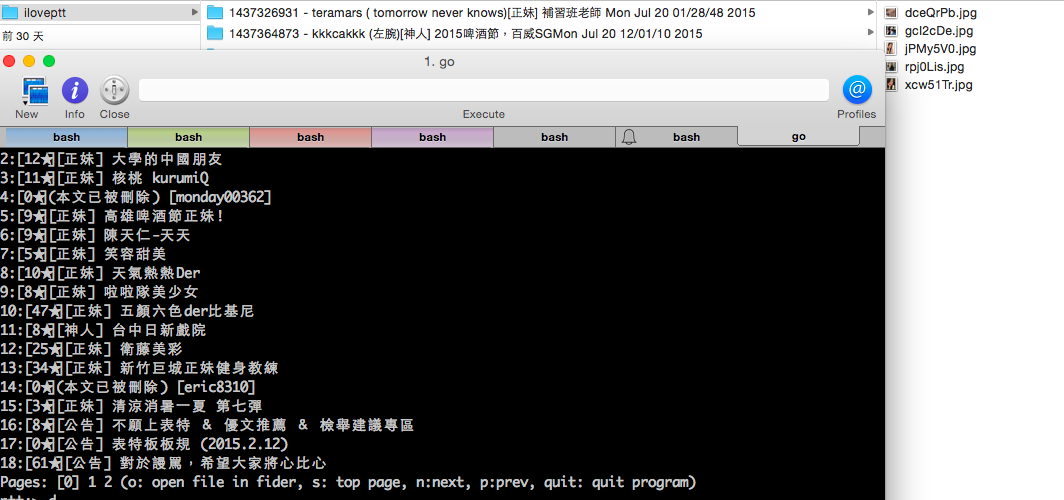 iloveptt
前 30 天
1437326931 - teramars ( tomorrow never knows)[正妹] 補習班老師 Mon Jul 20 01/28/48 2015
1437364873 - kkkcakkk (左腕)[神人] 2015啤酒節，百威SGMon Jul 20 12/01/10 2015
dceQrPb.jpg
gcI2cDe.jpg
jPMy5V0.jpg
rpj0Lis.jpg
xcw51Tr.jpg
1. go
New
Info
Close
Execute
Profiles
bash
bash
bash
bash
bash
bash
go
2:[12★][正妹] 大學的中國朋友
3:[11★][正妹] 核桃 kurumiQ
4:[0★](本文已被刪除) [monday00362]
5:[9★][正妹] 高雄啤酒節正妹!
6:[9★][正妹] 陳天仁-天天
7:[5★][正妹] 笑容甜美
8:[10★][正妹] 天氣熱熱Der
9:[8★][正妹] 啦啦隊美少女
10:[47★][正妹] 五顏六色der比基尼
11:[8★][神人] 台中日新戲院
12:[25★][正妹] 衛藤美彩
13:[34★][正妹] 新竹巨城正妹健身教練
14:[0★](本文已被刪除) [eric8310]
15:[3★][正妹] 清涼消暑一夏 第七彈
16:[8★][公告] 不願上表特 & 優文推薦 & 檢舉建議專區
17:[0★][公告] 表特板板規 (2015.2.12)
18:[61★][公告] 對於謾罵，希望大家將心比心
Pages: [0] 1 2 (o: open file in fider, s: top page, n:next, p:prev, quit: quit program)